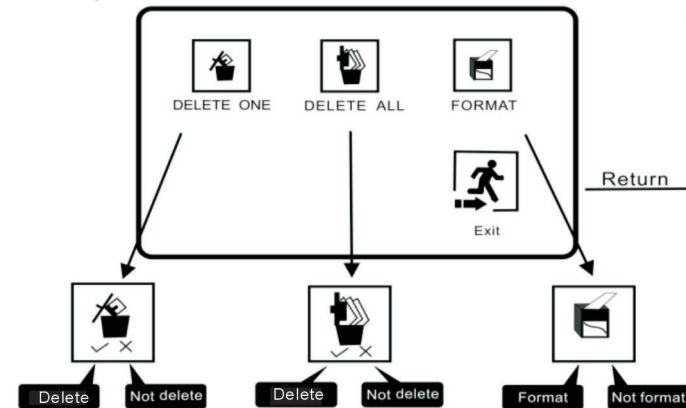 DELETE ONE
DELETE ALL
FORMAT
Exit
Return
Delete
Not delete
Delete
Not delete
Format
Not format